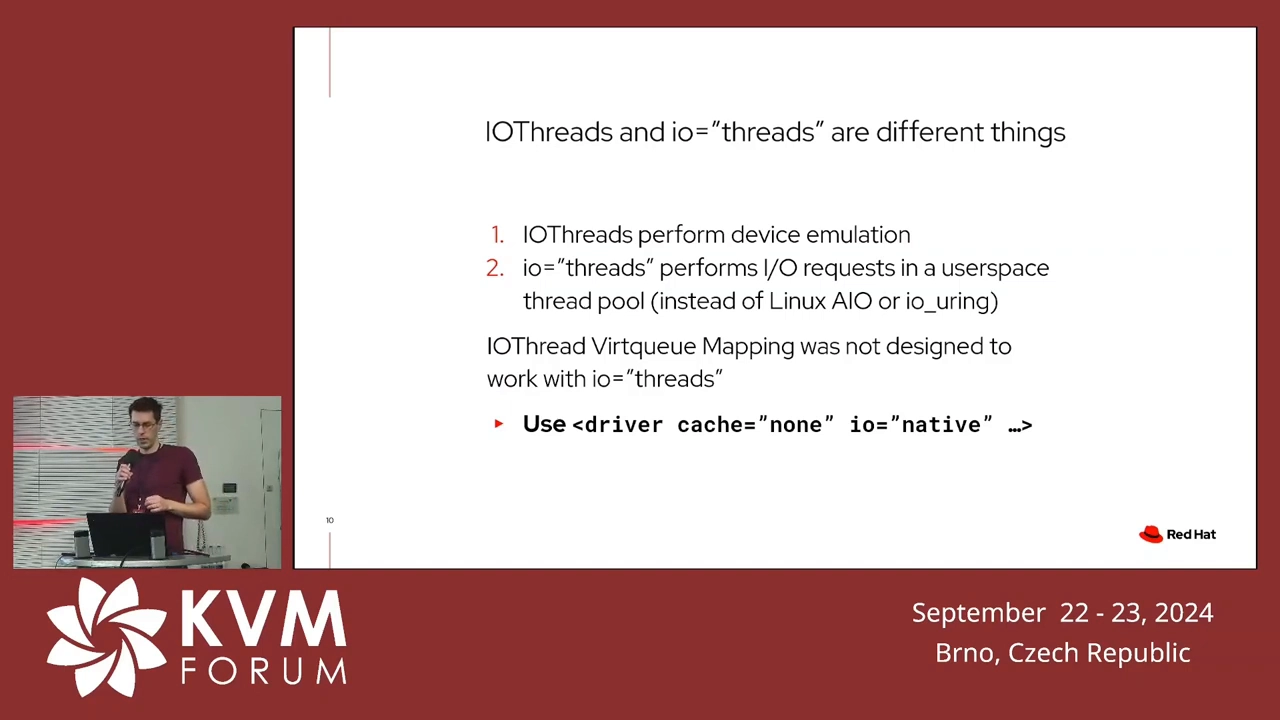 IOThreads and io=”threads” are different things
1. IOThreads perform device emulation
2. io=”threads” performs I/O requests in a userspace
thread pool (instead of Linux AIO or io_uring)
IOThread Virtqueue Mapping was not designed to
work with io=”threads”
▸ Use <driver cache=”none” io=”native” …>
10
Red Hat
KVM
FORUM
September 22 - 23, 2024
Brno, Czech Republic